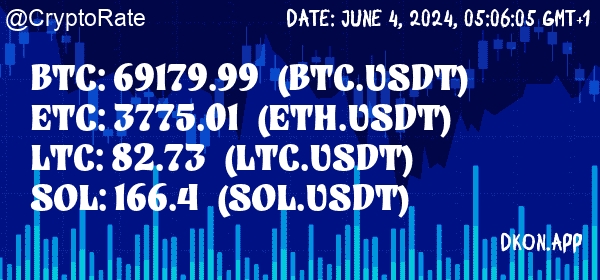 @CryptoRate
DATE: JUNE 4, 2024, 05:06:05 GMT+1
BTC: 69179.99 (BTC.USDT)
ETC: 3775.01 (ETH.USDT)
LTC: 82.73 (LTC.USDT)
SOL: 166.4 (SOL.USDT)
DKON.APP